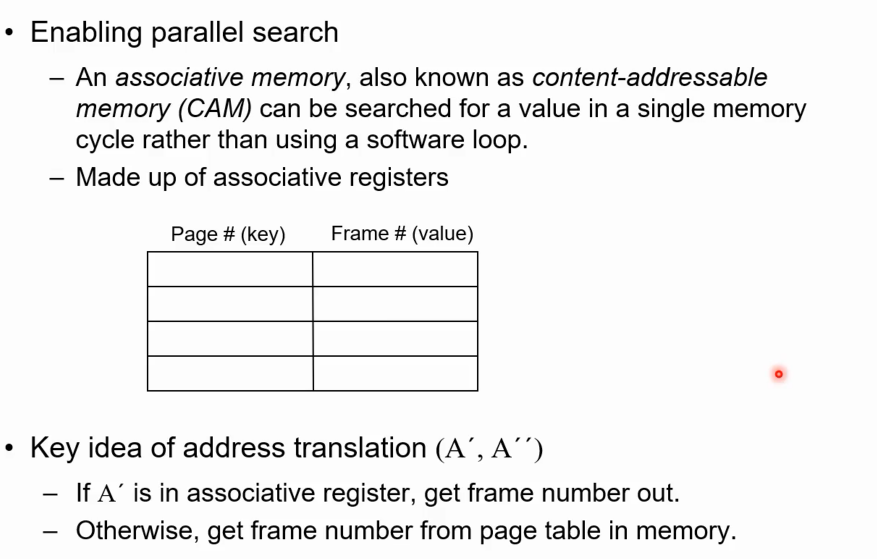 • Enabling parallel search
– An associative memory, also known as content-addressable
memory (CAM) can be searched for a value in a single memory
cycle rather than using a software loop.
– Made up of associative registers
Page # (key) Frame # (value)
• Key idea of address translation (A´, A´´)
– If A´ is in associative register, get frame number out.
– Otherwise, get frame number from page table in memory.